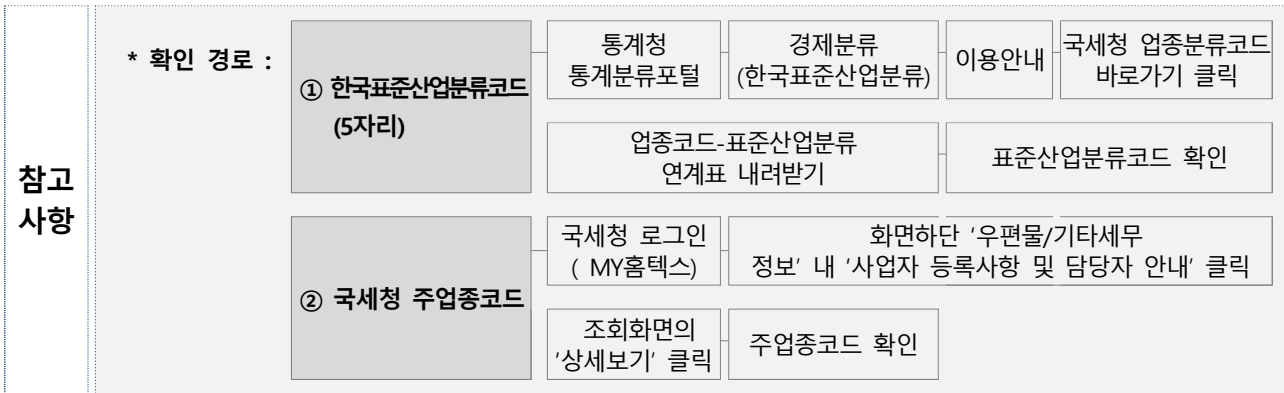 참고
사항
* 확인 경로 :
① 한국표준산업분류코드
(5자리)
통계청
통계분류포털
경제분류
(한국표준산업분류)
이용안내
국세청 업종분류코드
바로가기 클릭
업종코드-표준산업분류
연계표 내려받기
표준산업분류코드 확인
② 국세청 주업종코드
국세청 로그인
( MY홈텍스)
화면하단 '우편물/기타세무
정보' 내 '사업자 등록사항 및 담당자 안내' 클릭
조회화면의
'상세보기' 클릭
주업종코드 확인